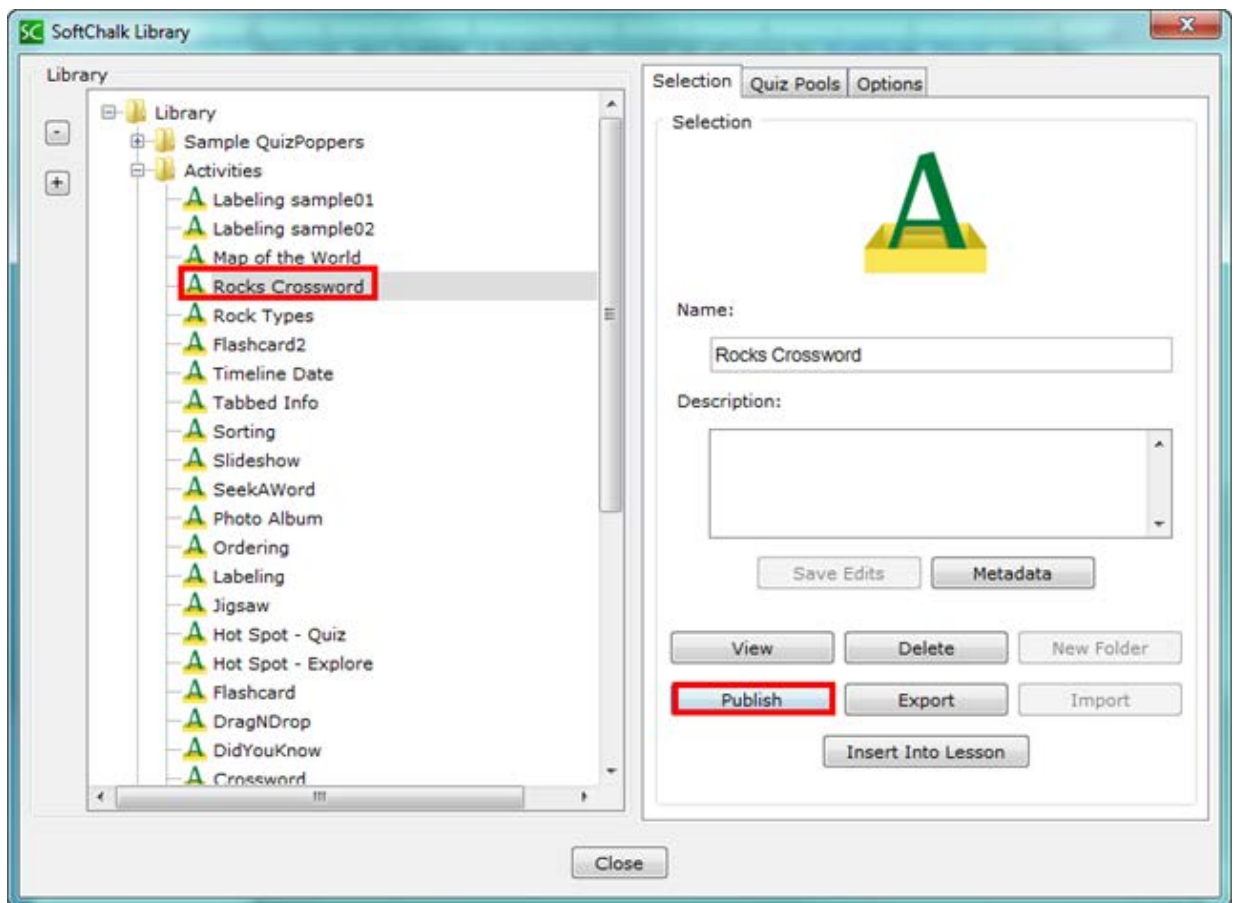 SC SoftChalk Library
Library
Library
Sample QuizPoppers
Activities
A Labeling sample01
A Labeling sample02
A Map of the World
A Rocks Crossword
A Rock Types
A Flashcard2
A Timeline Date
A Tabbed Info
A Sorting
A Slideshow
A SeekAWord
A Photo Album
A Ordering
A Labeling
A Jigsaw
A Hot Spot - Quiz
A Hot Spot - Explore
A Flashcard
A DragNDrop
A DidYouKnow
A Crossword
Selection Quiz Pools Options
Selection
A
Name:
Rocks Crossword
Description:
Save Edits Metadata
View Delete New Folder
Publish Export Import
Insert Into Lesson
Close